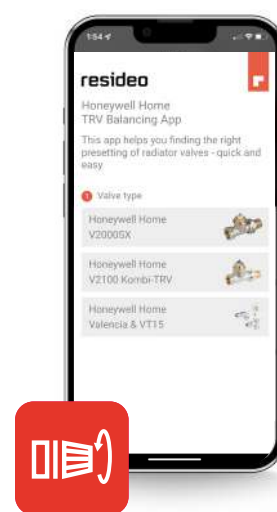 1:54
resideo
Honeywell Home
TRV Balancing App
This app helps you finding the right
presetting of radiator valves - quick and
easy
1 Valve type
Honeywell Home
V2000SX
Honeywell Home
V2100 Kombi-TRV
Honeywell Home
Valencia & VT15